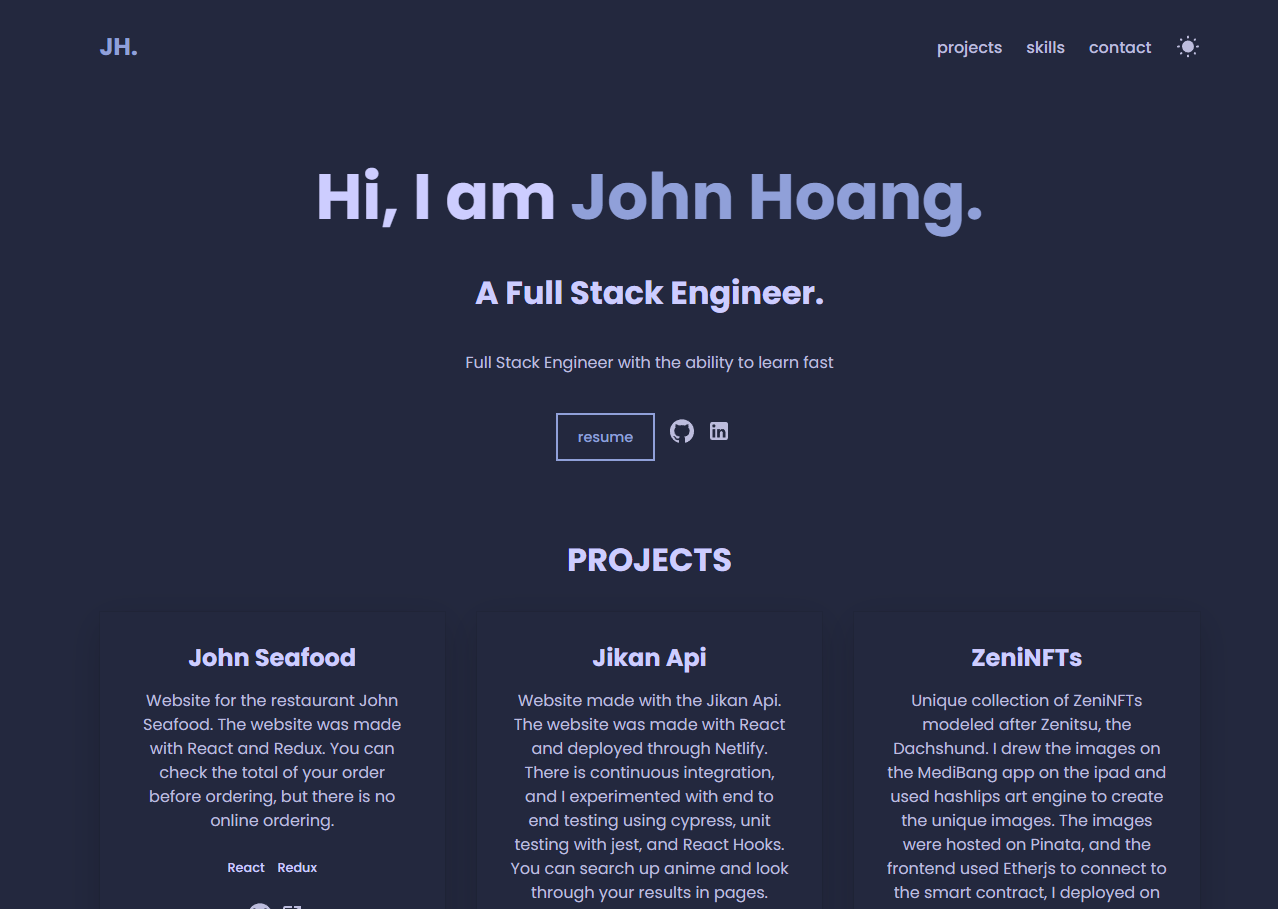 JH.
projects skills contact
Hi, I am John Hoang.
A Full Stack Engineer.
Full Stack Engineer with the ability to learn fast
resume
PROJECTS
John Seafood
Website for the restaurant John
Seafood. The website was made
with React and Redux. You can
check the total of your order
before ordering, but there is no
online ordering.
React Redux
Jikan Api
Website made with the Jikan Api.
The website was made with React
and deployed through Netlify.
There is continuous integration,
and I experimented with end to
end testing using cypress, unit
testing with jest, and React Hooks.
You can search up anime and look
through your results in pages.
ZeniNFTs
Unique collection of ZeniNFTs
modeled after Zenitsu, the
Dachshund. I drew the images on
the MediBang app on the ipad and
used hashlips art engine to create
the unique images. The images
were hosted on Pinata, and the
frontend used Etherjs to connect to
the smart contract, I deployed on